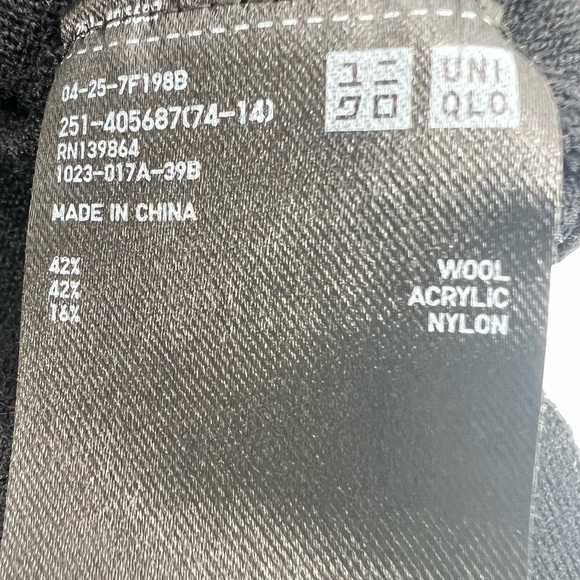 04-25-7F198B
251-405687(74-14)
RN139864
1023-017A-39B
MADE IN CHINA
ユニ
クロ
UNI
QLO
42% WOOL
42% ACRYLIC
16% NYLON